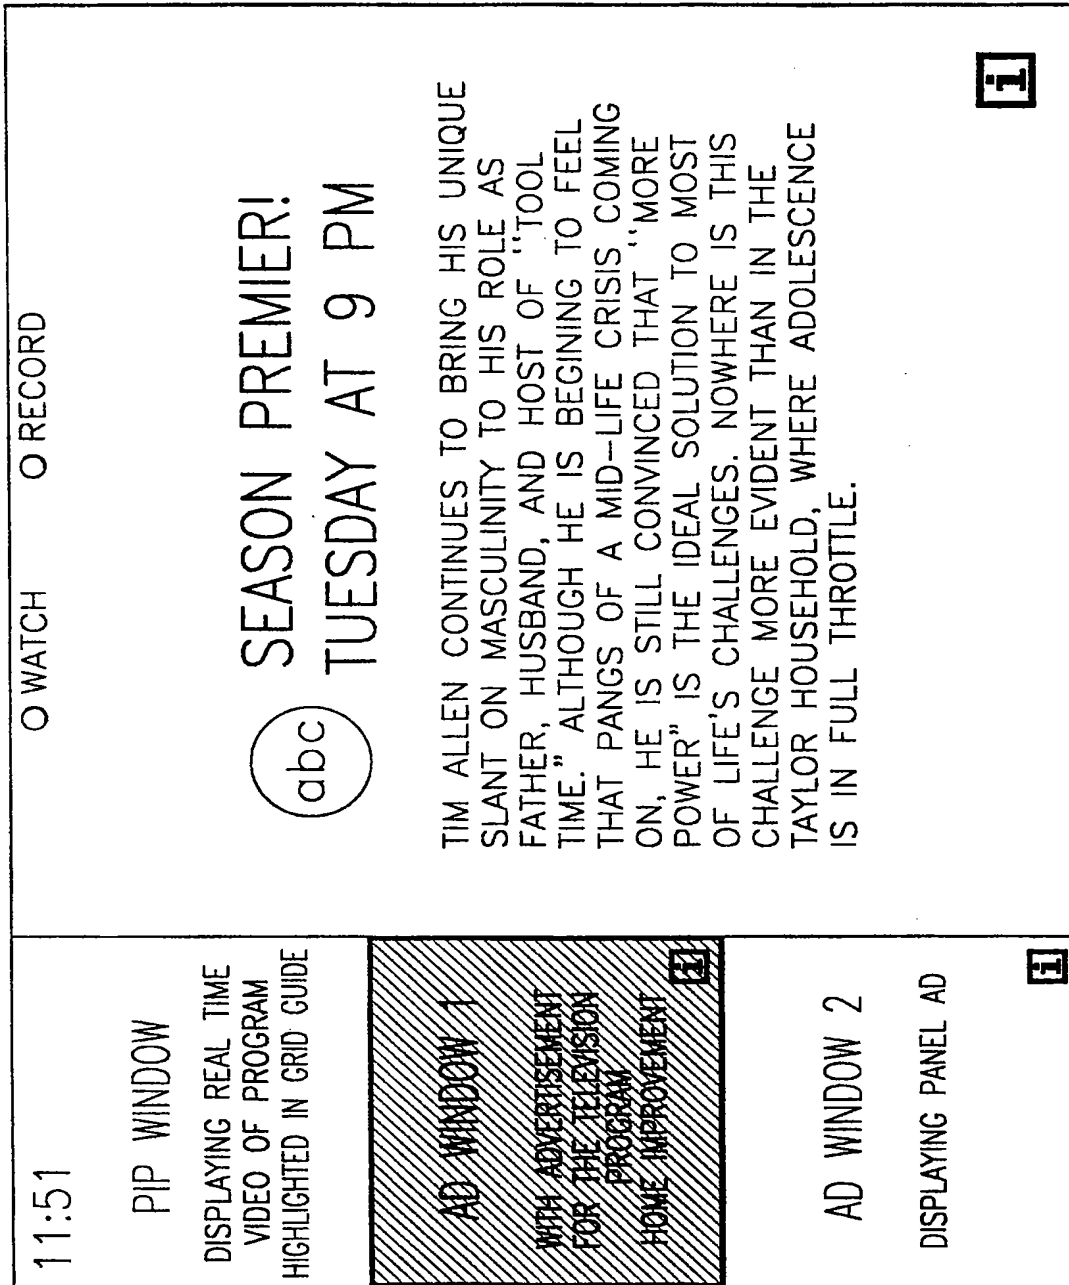 11:51
PIP WINDOW
DISPLAYING REAL TIME
VIDEO OF PROGRAM
HIGHLIGHTED IN GRID GUIDE
AD WINDOW 1
WITH ADVERTISEMENT
FOR THE TELEVISION
PROGRAM
HOME IMPROVEMENT
i
AD WINDOW 2
DISPLAYING PANEL AD
i
O WATCH O RECORD
abc
SEASON PREMIER!
TUESDAY AT 9 PM
TIM ALLEN CONTINUES TO BRING HIS UNIQUE
SLANT ON MASCULINITY TO HIS ROLE AS
FATHER, HUSBAND, AND HOST OF "TOOL
TIME." ALTHOUGH HE IS BEGINING TO FEEL
THAT PANGS OF A MID-LIFE CRISIS COMING
ON, HE IS STILL CONVINCED THAT "MORE
POWER" IS THE IDEAL SOLUTION TO MOST
OF LIFE'S CHALLENGES. NOWHERE IS THIS
CHALLENGE MORE EVIDENT THAN IN THE
TAYLOR HOUSEHOLD, WHERE ADOLESCENCE
IS IN FULL THROTTLE.
i